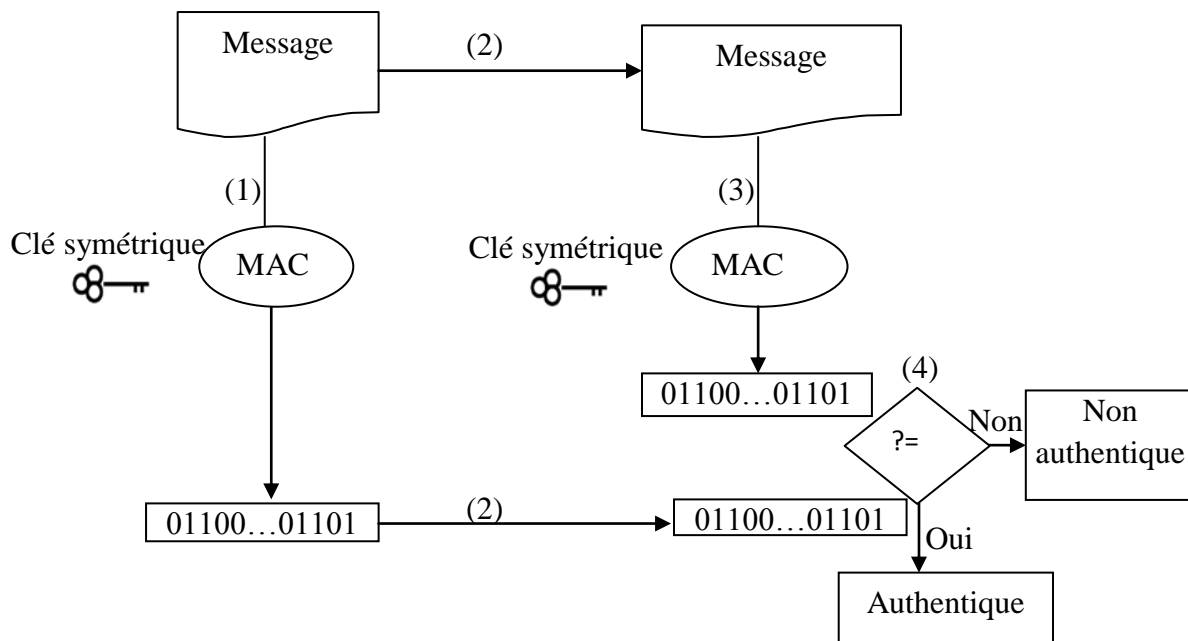 Message
(2)
Message
(1)
(3)
Clé symétrique
MAC
Clé symétrique
MAC
01100…01101
(4)
?=
Non
Non
authentique
01100…01101
(2)
01100…01101
Oui
Authentique